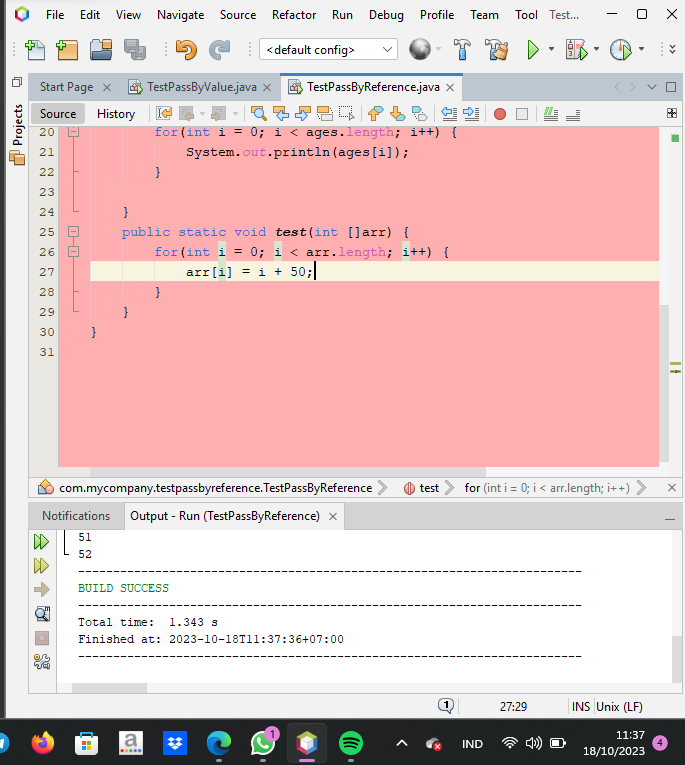 File Edit View Navigate Source Refactor Run Debug Profile Team Tool Test...
<default config>
Projects
Start Page TestPassByValue.java TestPassByReference.java
Source History
20 for(int i = 0; i < ages.length; i++) {
21 System.out.println(ages[i]);
22 }
23
24 }
25 public static void test(int []arr) {
26 for(int i = 0; i < arr.length; i++) {
27 arr[i] = i + 50;
28 }
29 }
30 }
31
com.mycompany.testpassbyreference.TestPassByReference test for (int i = 0; i < arr.length; i++)
Notifications Output - Run (TestPassByReference)
51
52
------------------------------------------------------------------------
BUILD SUCCESS
------------------------------------------------------------------------
Total time: 1.343 s
Finished at: 2023-10-18T11:37:36+07:00
------------------------------------------------------------------------
1 27:29 INS Unix (LF)
a 1 IND 11:37 4
18/10/2023